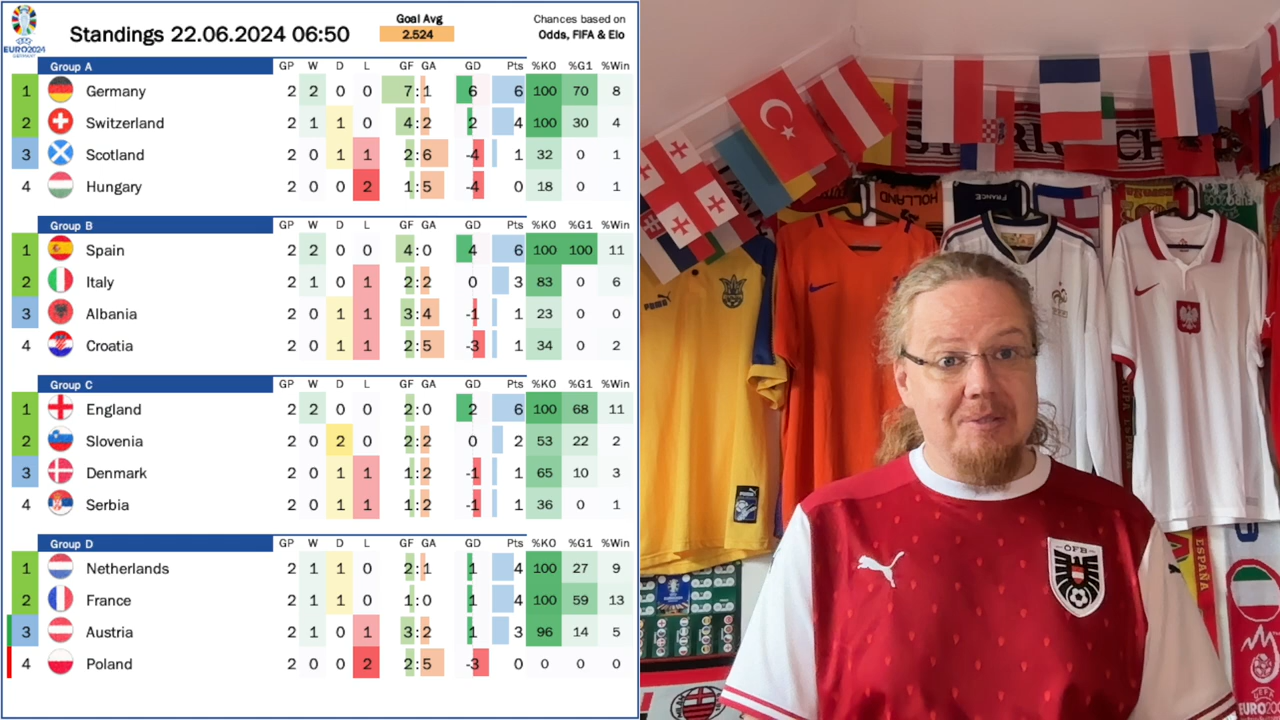 EURO2024
GERMANY
Standings 22.06.2024 06:50
Goal Avg
2.524
Chances based on
Odds, FIFA & Elo
Group A GP W D L GF GA GD Pts %KO %G1 %Win
1 Germany 2 2 0 0 7:1 6 6 100 70 8
2 Switzerland 2 1 1 0 4:2 2 4 100 30 4
3 Scotland 2 0 1 1 2:6 -4 1 32 0 1
4 Hungary 2 0 0 2 1:5 -4 0 18 0 1
Group B GP W D L GF GA GD Pts %KO %G1 %Win
1 Spain 2 2 0 0 4:0 4 6 100 100 11
2 Italy 2 1 0 1 2:2 0 3 83 0 6
3 Albania 2 0 1 1 3:4 -1 1 23 0 0
4 Croatia 2 0 1 1 2:5 -3 1 34 0 2
Group C GP W D L GF GA GD Pts %KO %G1 %Win
1 England 2 2 0 0 2:0 2 6 100 68 11
2 Slovenia 2 0 2 0 2:2 0 2 53 22 2
3 Denmark 2 0 1 1 1:2 -1 1 65 10 3
4 Serbia 2 0 1 1 1:2 -1 1 36 0 1
Group D GP W D L GF GA GD Pts %KO %G1 %Win
1 Netherlands 2 1 1 0 2:1 1 4 100 27 9
2 France 2 1 1 0 1:0 1 4 100 59 13
3 Austria 2 1 0 1 3:2 1 3 96 14 5
4 Poland 2 0 0 2 2:5 -3 0 0 0 0
HOLLAND
FRANCE
PUMA
ÖFB
ESPAÑA
MILAN
UEFA